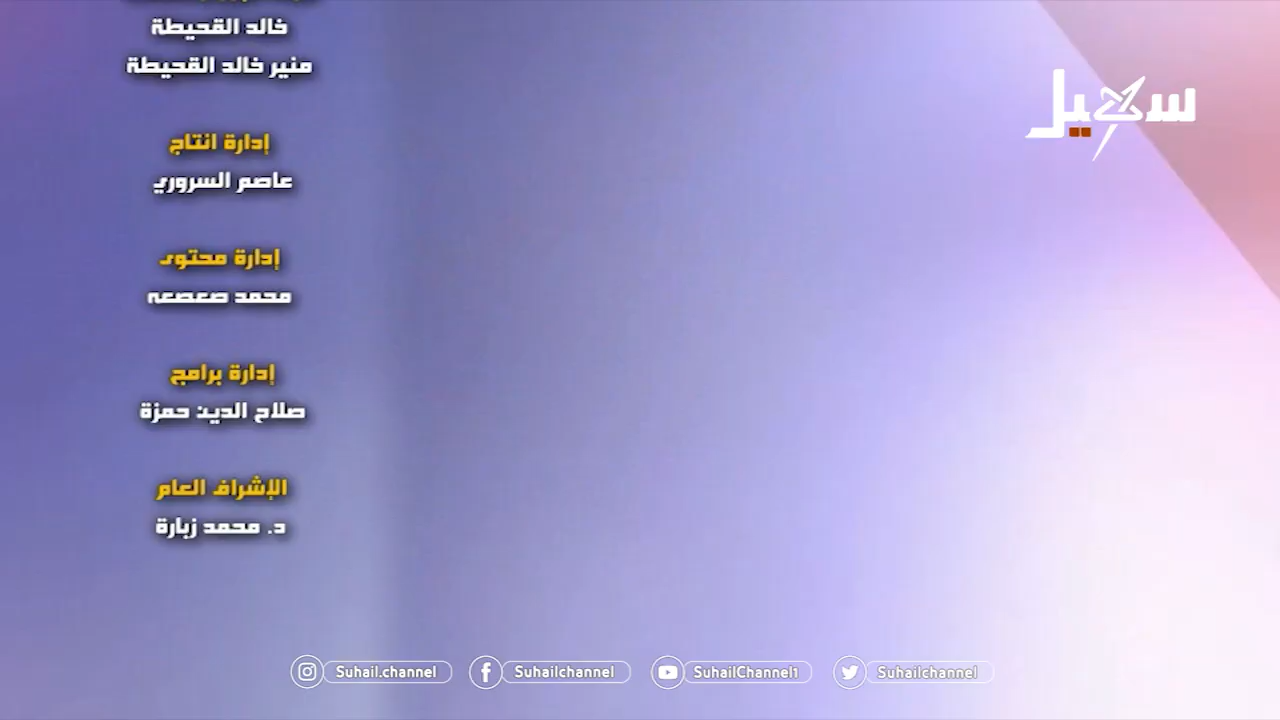 خالد القحيطة
منير خالد القحيطة
سهيل
إدارة انتاج
عاصم السروري
إدارة محتوى
محمد صعصعه
إدارة برامج
صلاح الدين حمزة
الإشراف العام
د. محمد زبارة
Suhail.channel
Suhailchannel
SuhailChannel1
Suhailchannel